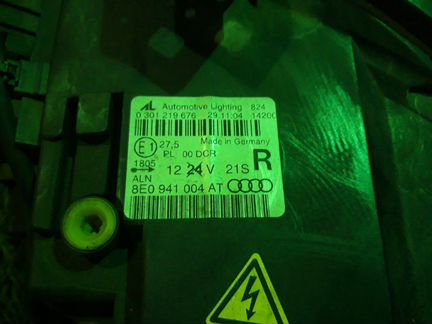 AL Automotive Lighting 824
0 301 219 676 29.11.04 14200
Made in Germany
E1 27,5
PL 00 DCR
1805
12 24 V 21S R
ALN
8E0 941 004 AT